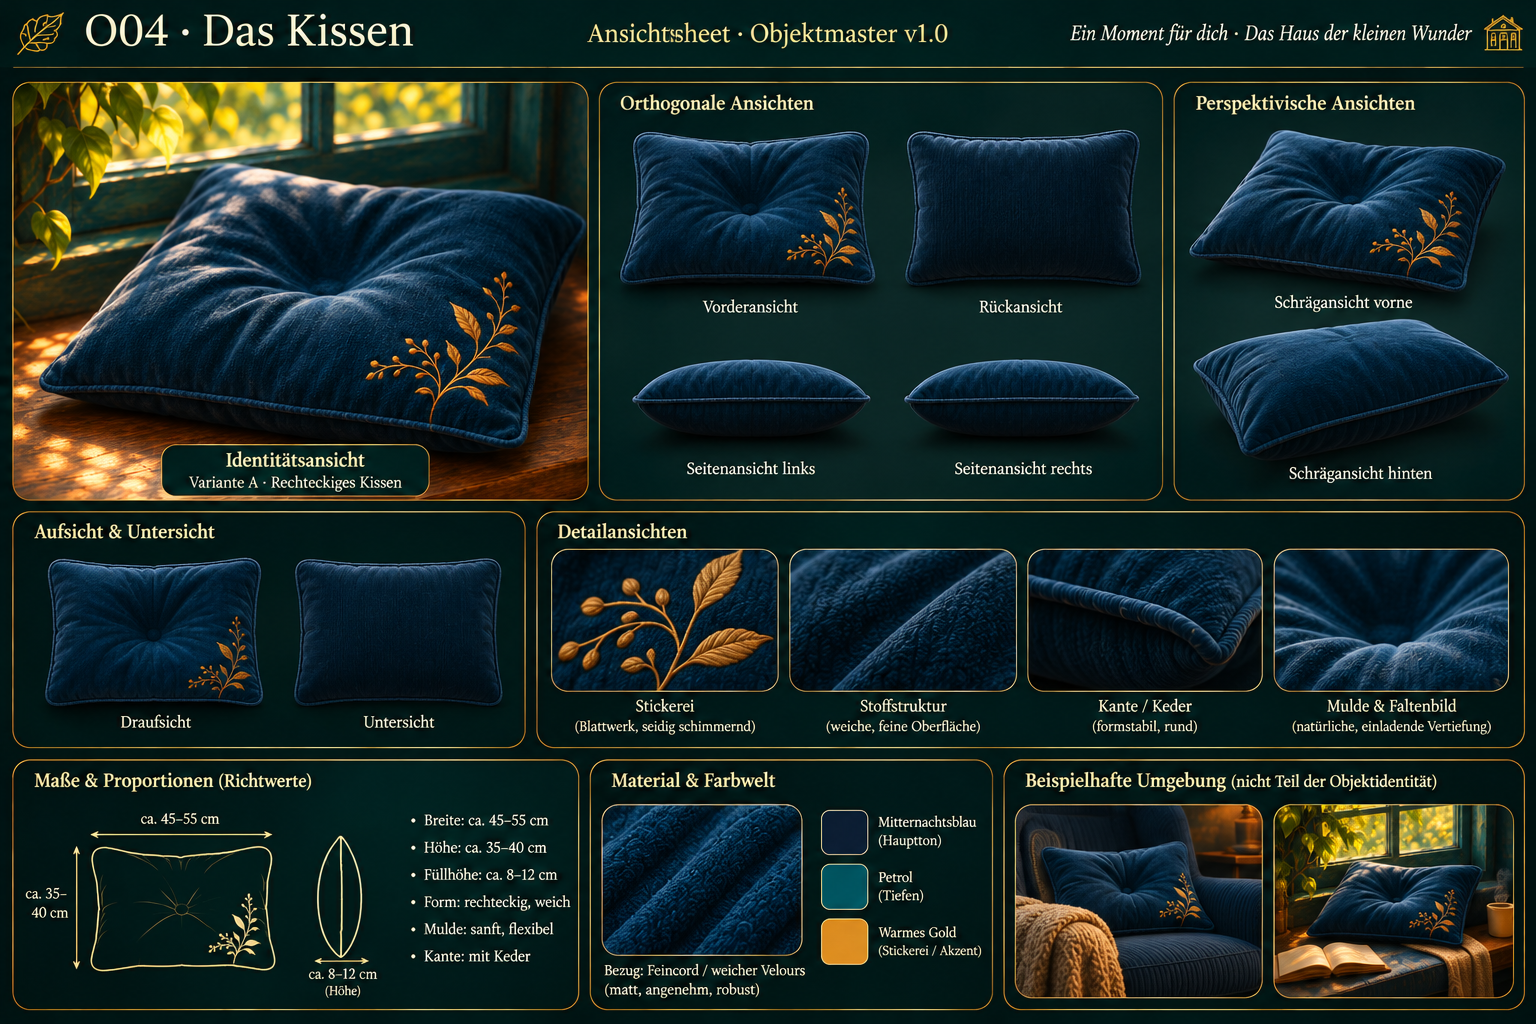 O04 · Das Kissen
Ansichtssheet · Objektmaster v1.0
Ein Moment für dich · Das Haus der kleinen Wunder
Identitätsansicht
Variante A · Rechteckiges Kissen
Orthogonale Ansichten
Vorderansicht
Rückansicht
Seitenansicht links
Seitenansicht rechts
Perspektivische Ansichten
Schrägansicht vorne
Schrägansicht hinten
Aufsicht & Untersicht
Draufsicht
Untersicht
Detailansichten
Stickerei
(Blattwerk, seidig schimmernd)
Stoffstruktur
(weiche, feine Oberfläche)
Kante / Keder
(formstabil, rund)
Mulde & Faltenbild
(natürliche, einladende Vertiefung)
Maße & Proportionen (Richtwerte)
ca. 45–55 cm
ca. 35–
40 cm
ca. 8–12 cm
(Höhe)
• Breite: ca. 45–55 cm
• Höhe: ca. 35–40 cm
• Füllhöhe: ca. 8–12 cm
• Form: rechteckig, weich
• Mulde: sanft, flexibel
• Kante: mit Keder
Material & Farbwelt
Bezug: Feincord / weicher Velours
(matt, angenehm, robust)
Mitternachtsblau
(Hauptton)
Petrol
(Tiefen)
Warmes Gold
(Stickerei / Akzent)
Beispielhafte Umgebung (nicht Teil der Objektidentität)